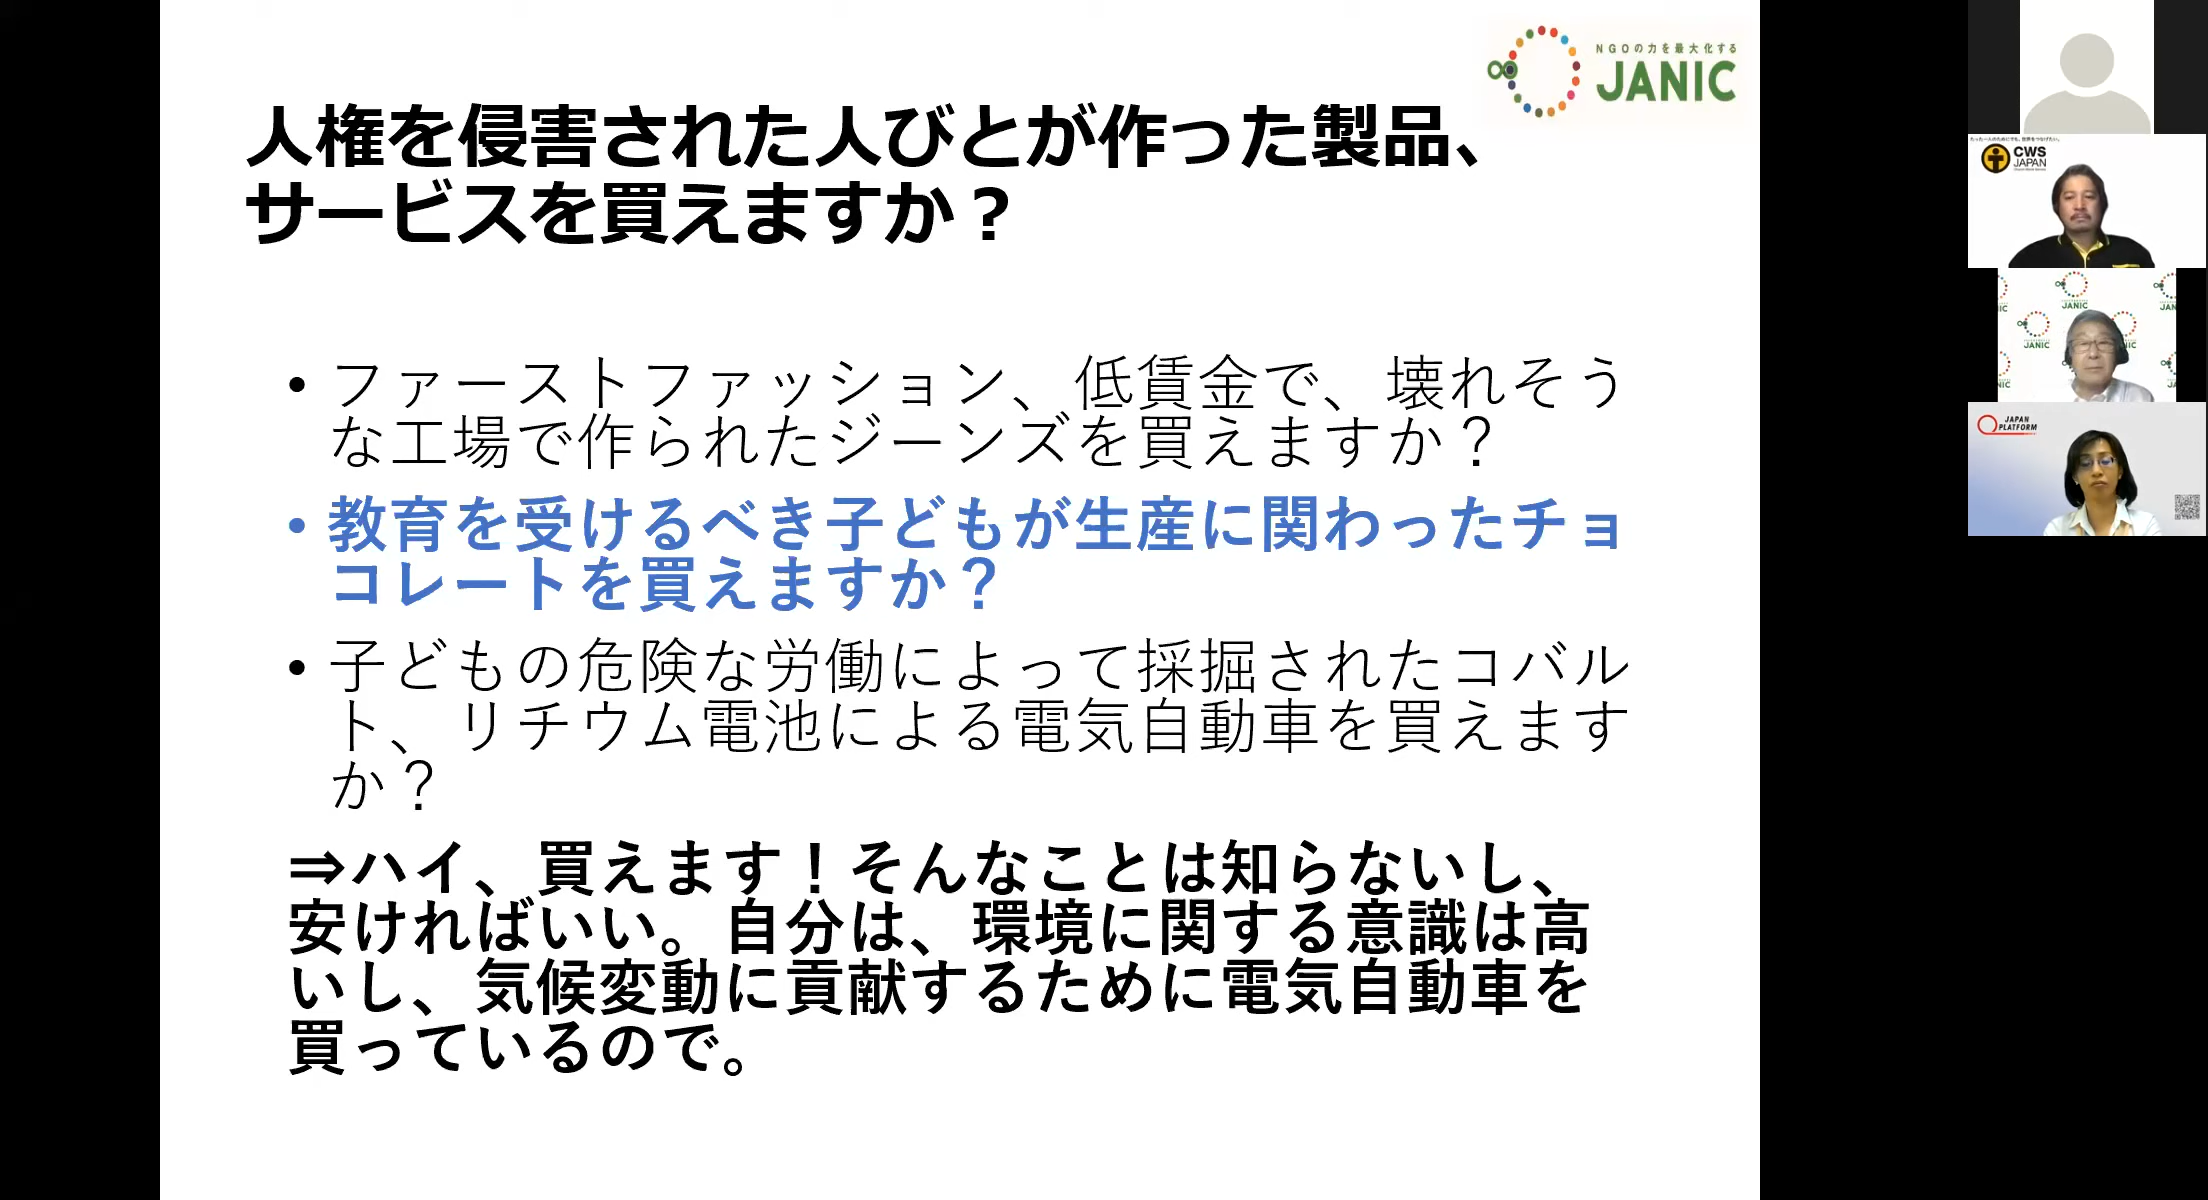 NGOの力を最大化する
JANIC
人権を侵害された人びとが作った製品、
サービスを買えますか？
• ファーストファッション、低賃金で、壊れそう
な工場で作られたジーンズを買えますか？
• 教育を受けるべき子どもが生産に関わったチョ
コレートを買えますか？
• 子どもの危険な労働によって採掘されたコバル
ト、リチウム電池による電気自動車を買えます
か？
⇒ハイ、買えます！そんなことは知らないし、
安ければいい。自分は、環境に関する意識は高
いし、気候変動に貢献するために電気自動車を
買っているので。
CWS
JAPAN
JANIC
JANIC
JAPAN
PLATFORM